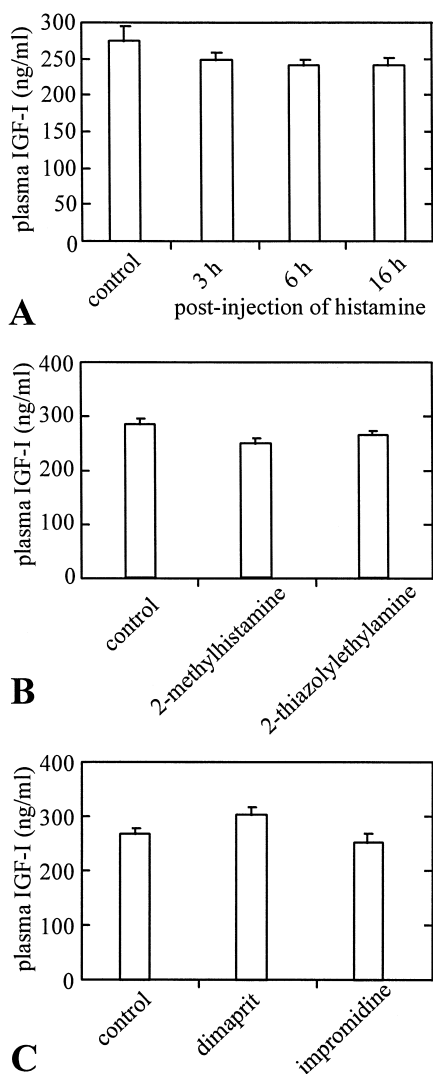 300
250
200
150
100
50
0
plasma IGF-I (ng/ml)
control
3 h
6 h
16 h
post-injection of histamine
A
400
300
200
100
0
plasma IGF-I (ng/ml)
control
2-methylhistamine
2-thiazolylethylamine
B
400
300
200
100
0
plasma IGF-I (ng/ml)
control
dimaprit
impromidine
C